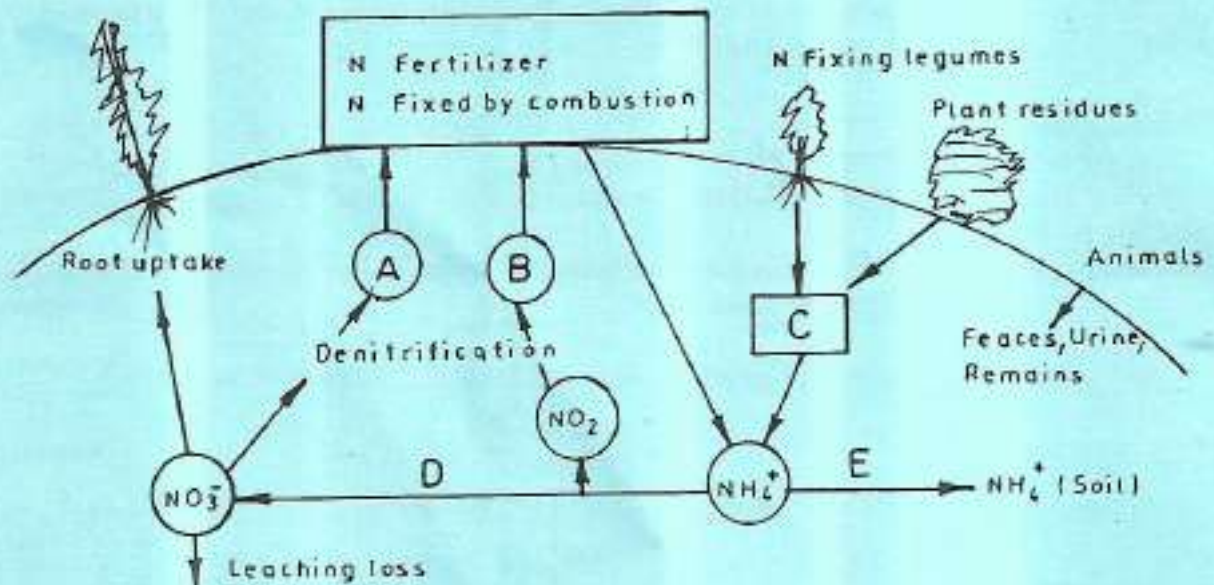 N Fertilizer
N Fixed by combustion
N Fixing legumes
Plant residues
Root uptake
A
B
Animals
C
Denitrification
Feaces, Urine,
Remains
NO₂
D
E
NO₃⁻
NH₄⁺
NH₄⁺ (Soil)
Leaching loss